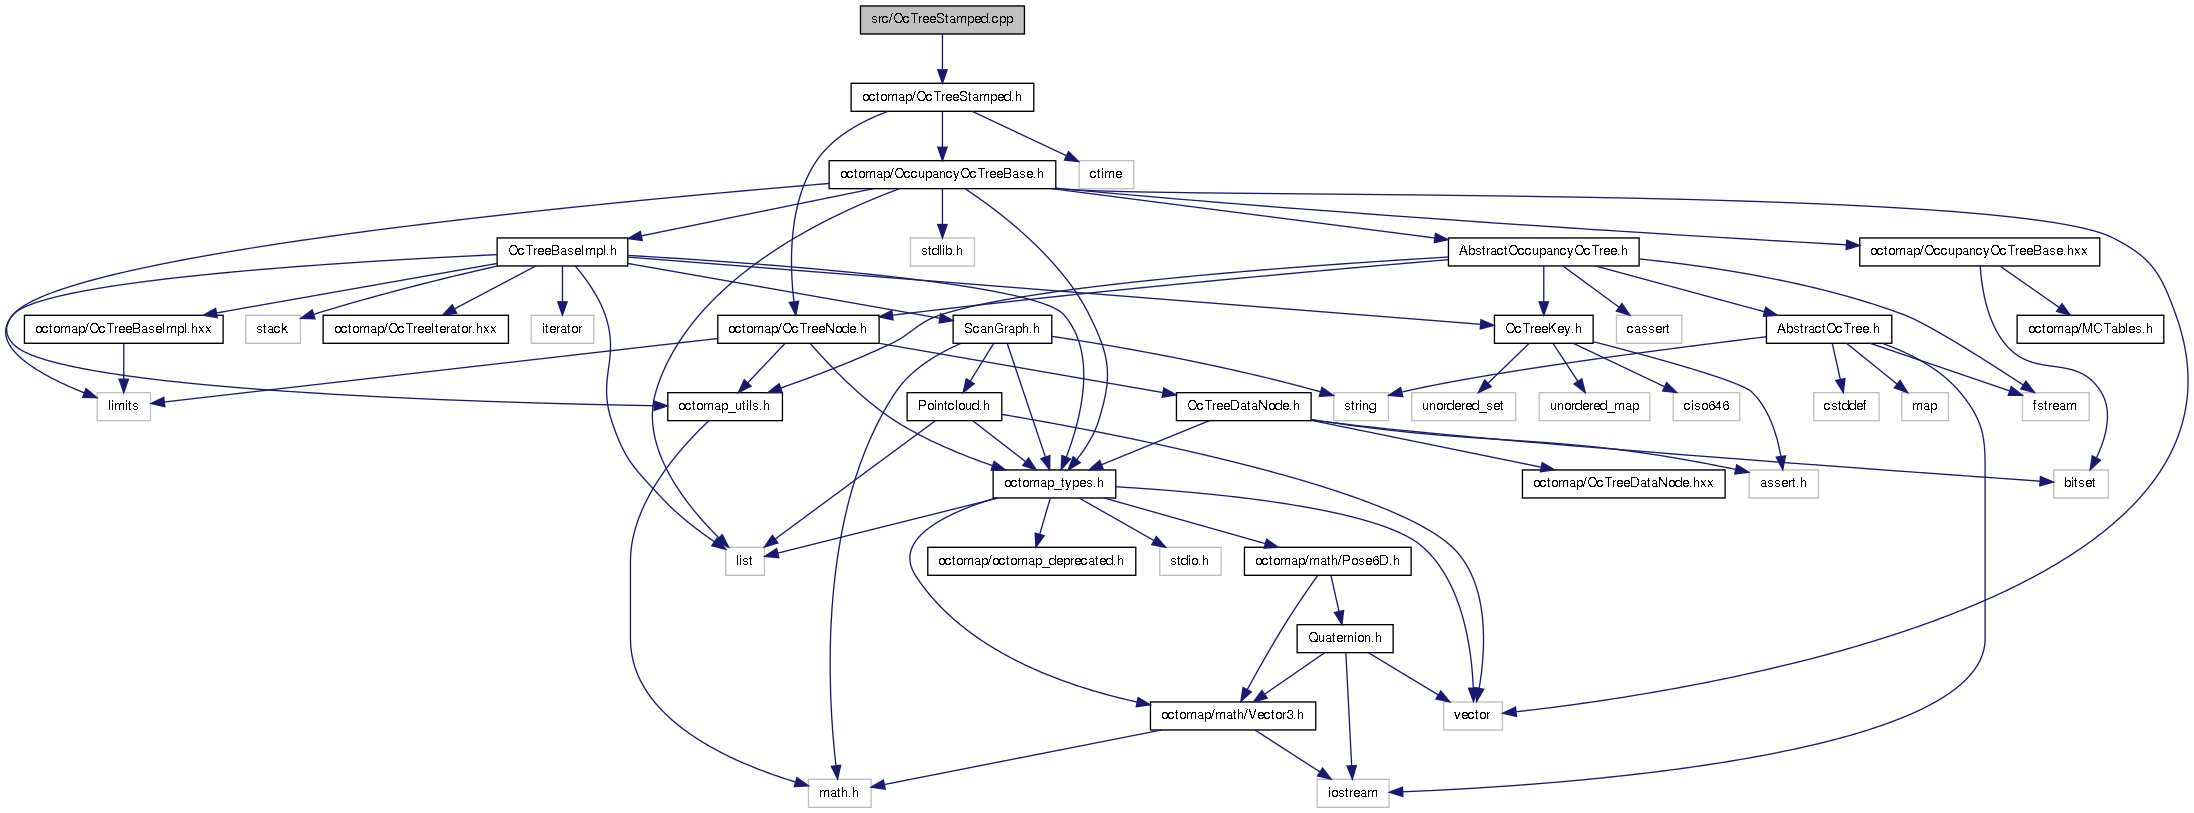 src/OcTreeStamped.cpp
octomap/OcTreeStamped.h
octomap/OccupancyOcTreeBase.h
ctime
OcTreeBaseImpl.h
stdlib.h
AbstractOccupancyOcTree.h
octomap/OccupancyOcTreeBase.hxx
octomap/OcTreeBaseImpl.hxx
stack
octomap/OcTreeIterator.hxx
iterator
octomap/OcTreeNode.h
ScanGraph.h
OcTreeKey.h
cassert
AbstractOcTree.h
octomap/MCTables.h
limits
octomap_utils.h
Pointcloud.h
OcTreeDataNode.h
string
unordered_set
unordered_map
ciso646
cstddef
map
fstream
octomap_types.h
octomap/OcTreeDataNode.hxx
assert.h
bitset
list
octomap/octomap_deprecated.h
stdio.h
octomap/math/Pose6D.h
Quaternion.h
octomap/math/Vector3.h
vector
math.h
iostream